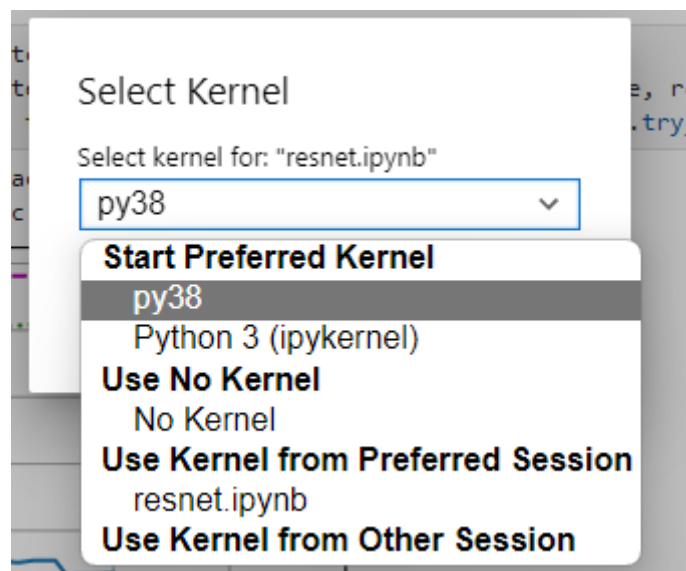 Select Kernel
Select kernel for: "resnet.ipynb"
py38
Start Preferred Kernel
py38
Python 3 (ipykernel)
Use No Kernel
No Kernel
Use Kernel from Preferred Session
resnet.ipynb
Use Kernel from Other Session